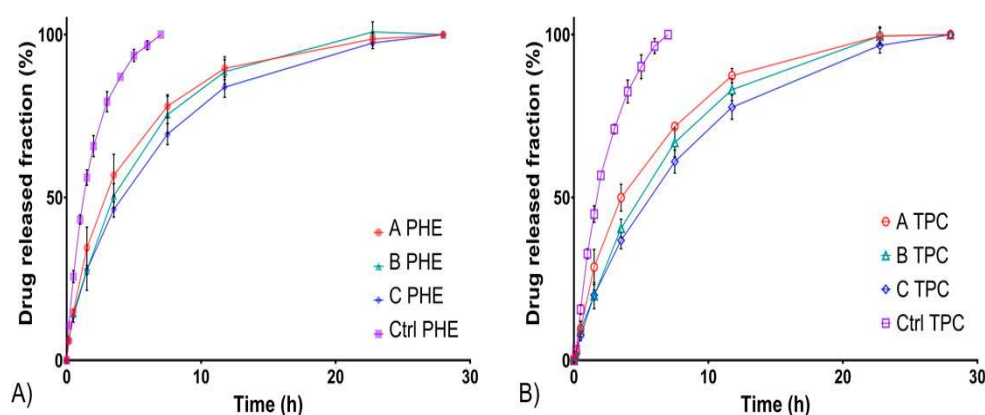 Drug released fraction (%)
100
50
0
0
10
20
30
Time (h)
A PHE
B PHE
C PHE
Ctrl PHE
A)
Drug released fraction (%)
100
50
0
0
10
20
30
Time (h)
A TPC
B TPC
C TPC
Ctrl TPC
B)